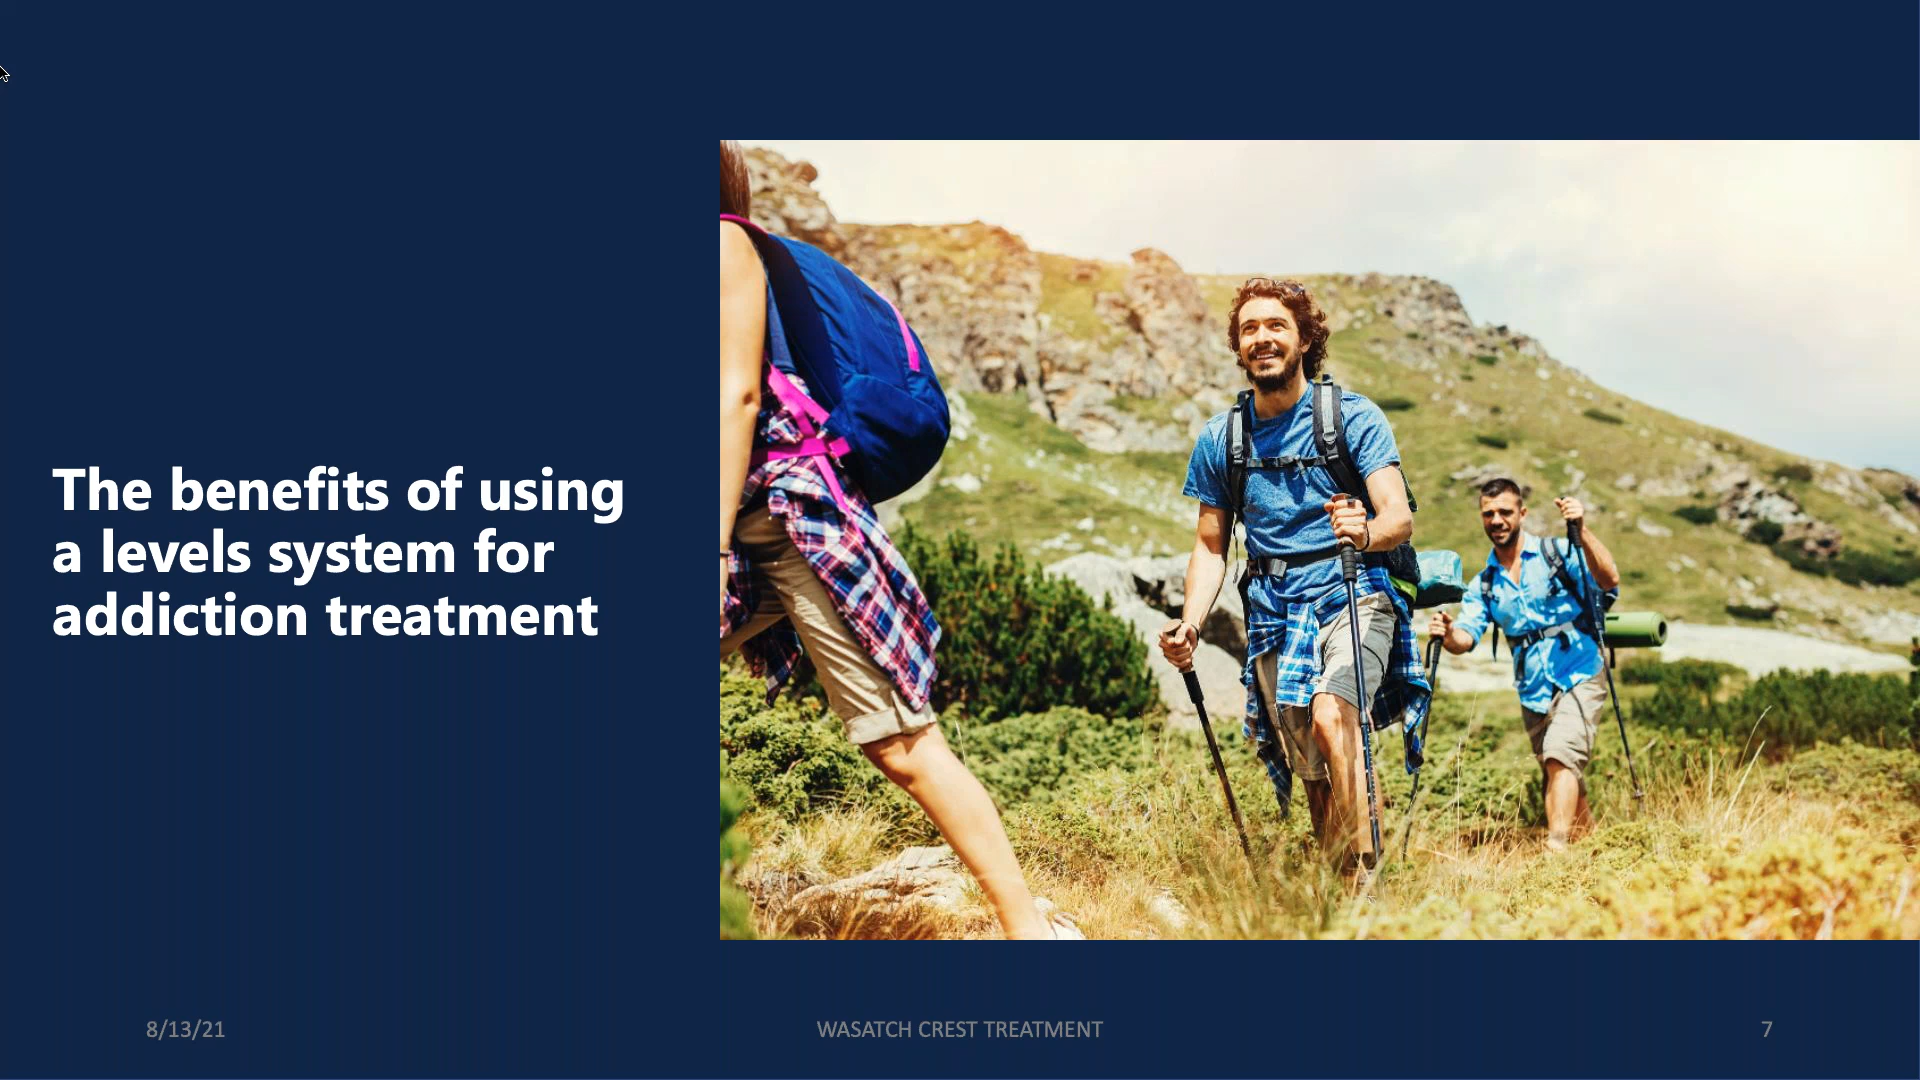 The benefits of using
a levels system for
addiction treatment
8/13/21
WASATCH CREST TREATMENT
7